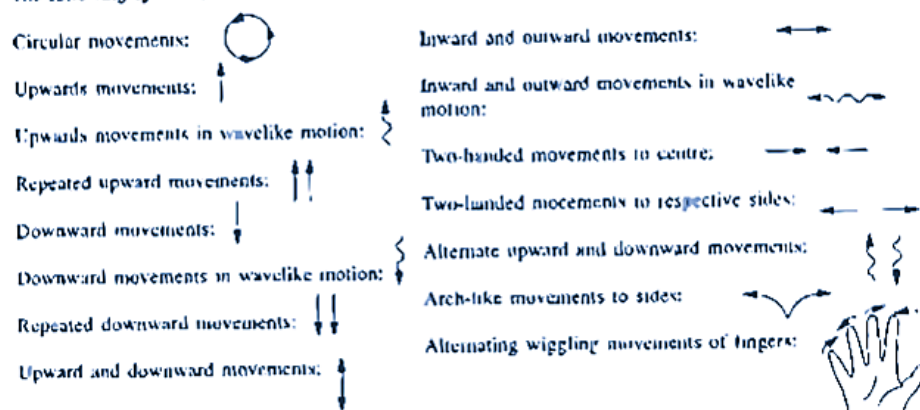 Circular movements:
Upwards movements:
Upwards movements in wavelike motion:
Repeated upward movements:
Downward movements:
Downward movements in wavelike motion:
Repeated downward movements:
Upward and downward movements:
Inward and outward movements:
Inward and outward movements in wavelike
motion:
Two-handed movements to centre:
Two-handed mocements to respective sides:
Alternate upward and downward movements:
Arch-like movements to sides:
Alternating wiggling movements of fingers: